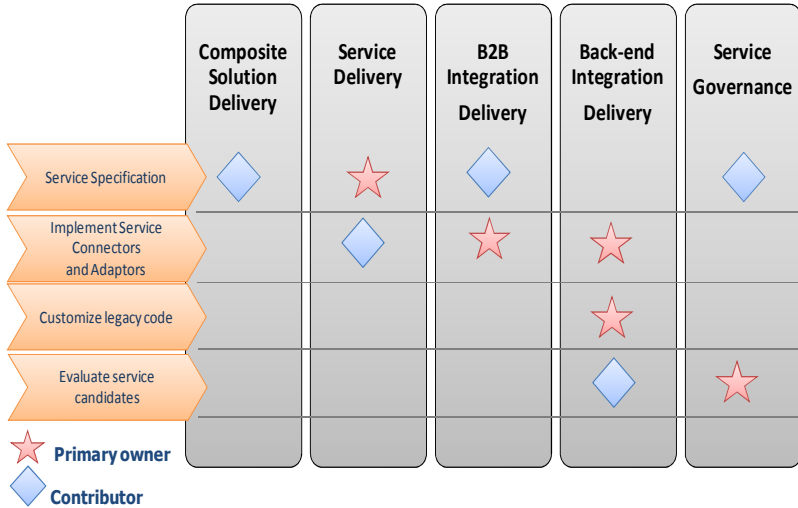 Composite
Solution
Delivery
Service
Delivery
B2B
Integration
Delivery
Back-end
Integration
Delivery
Service
Governance
Service Specification
Implement Service
Connectors
and Adaptors
Customize legacy code
Evaluate service
candidates
Primary owner
Contributor